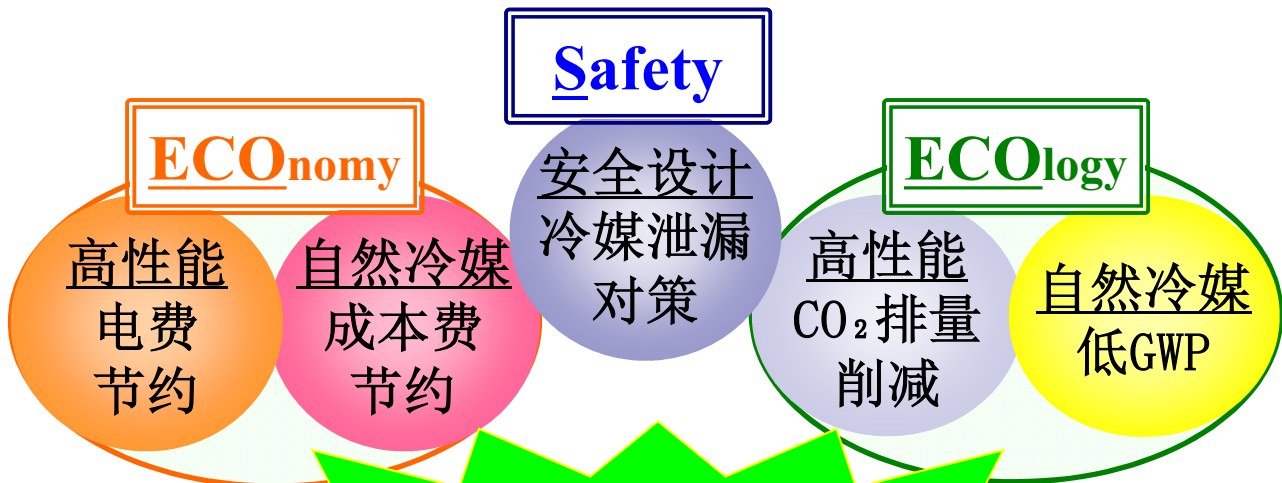 Safety
安全设计
冷媒泄漏
对策
ECOnomy
高性能
电费
节约
自然冷媒
成本费
节约
ECOlogy
高性能
CO₂排量
削减
自然冷媒
低GWP